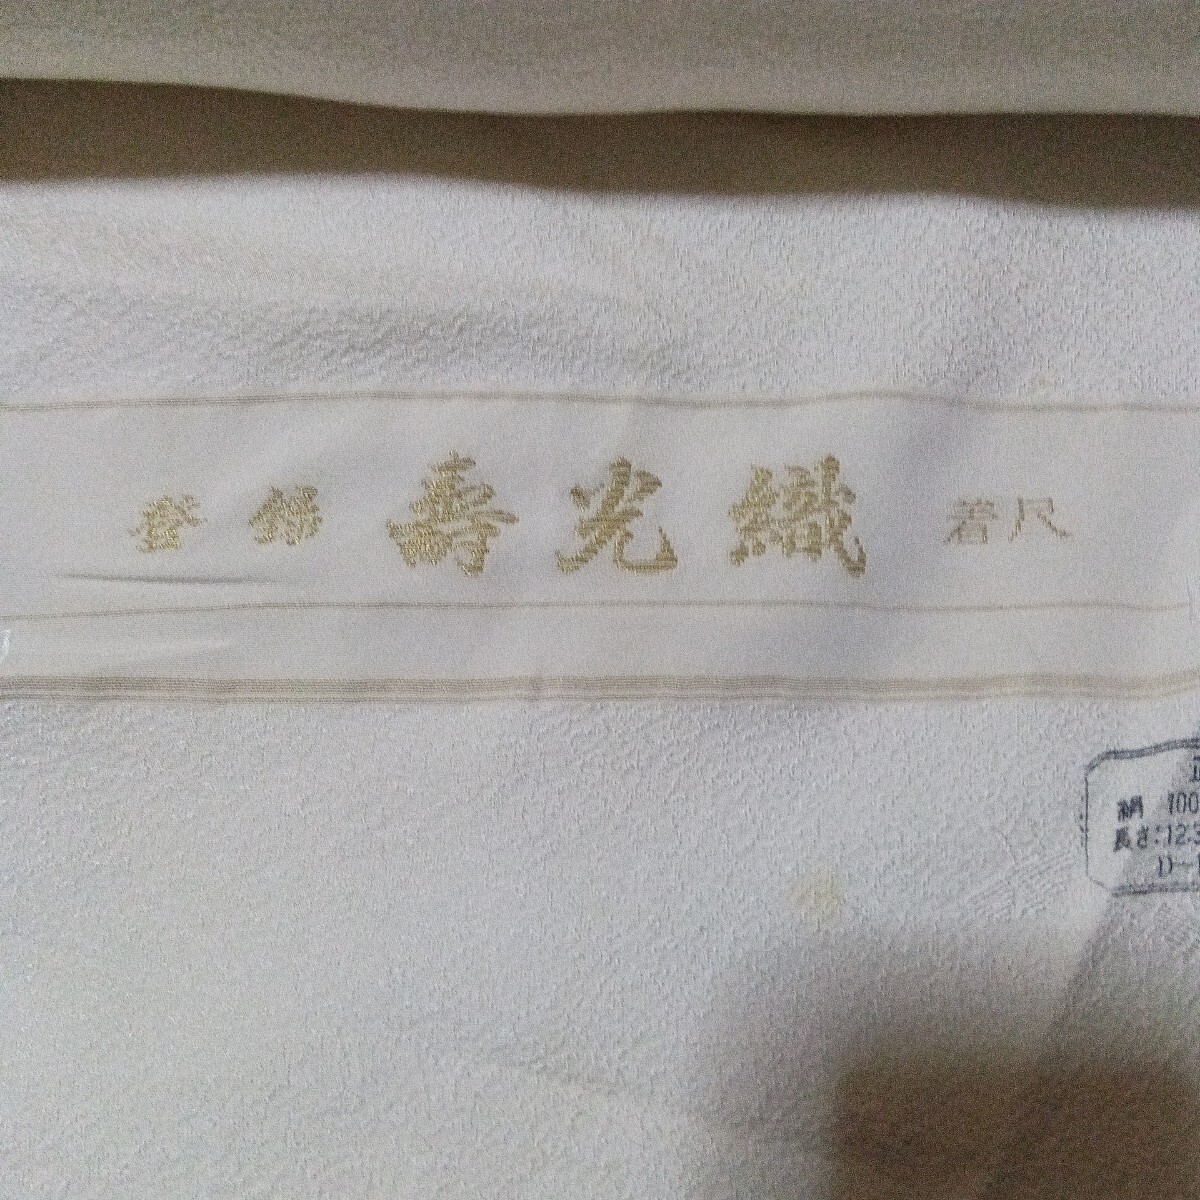 登録 壽光織 着尺
絹 100
長さ:12.